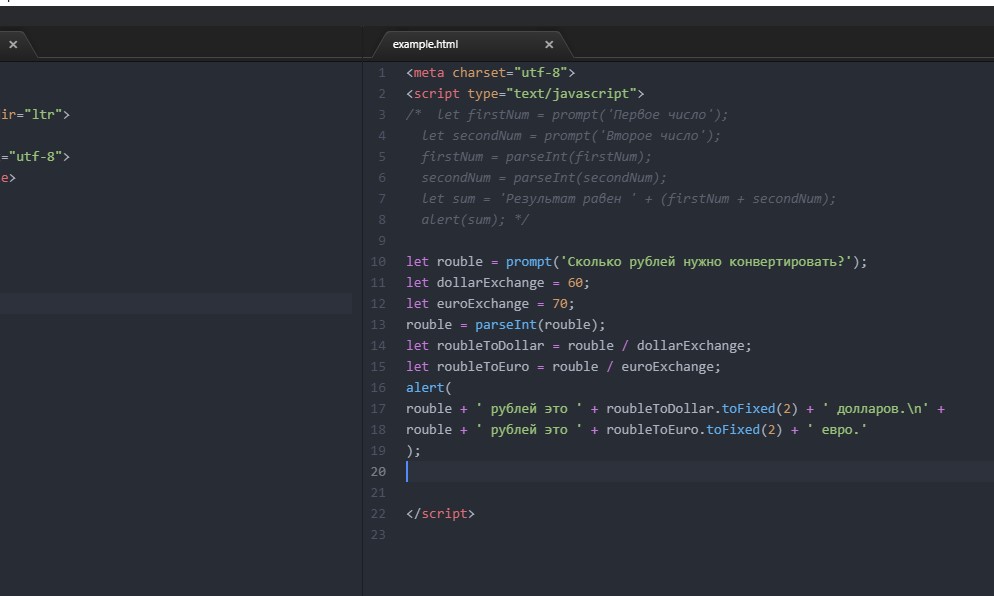 example.html
ir="ltr">
="utf-8">
e>
1 <meta charset="utf-8">
2 <script type="text/javascript">
3 /*  let firstNum = prompt('Первое число');
4   let secondNum = prompt('Второе число');
5   firstNum = parseInt(firstNum);
6   secondNum = parseInt(secondNum);
7   let sum = 'Результат равен ' + (firstNum + secondNum);
8   alert(sum); */
9
10 let rouble = prompt('Сколько рублей нужно конвертировать?');
11 let dollarExchange = 60;
12 let euroExchange = 70;
13 rouble = parseInt(rouble);
14 let roubleToDollar = rouble / dollarExchange;
15 let roubleToEuro = rouble / euroExchange;
16 alert(
17 rouble + ' рублей это ' + roubleToDollar.toFixed(2) + ' долларов.\n' +
18 rouble + ' рублей это ' + roubleToEuro.toFixed(2) + ' евро.'
19 );
20
21
22 </script>
23